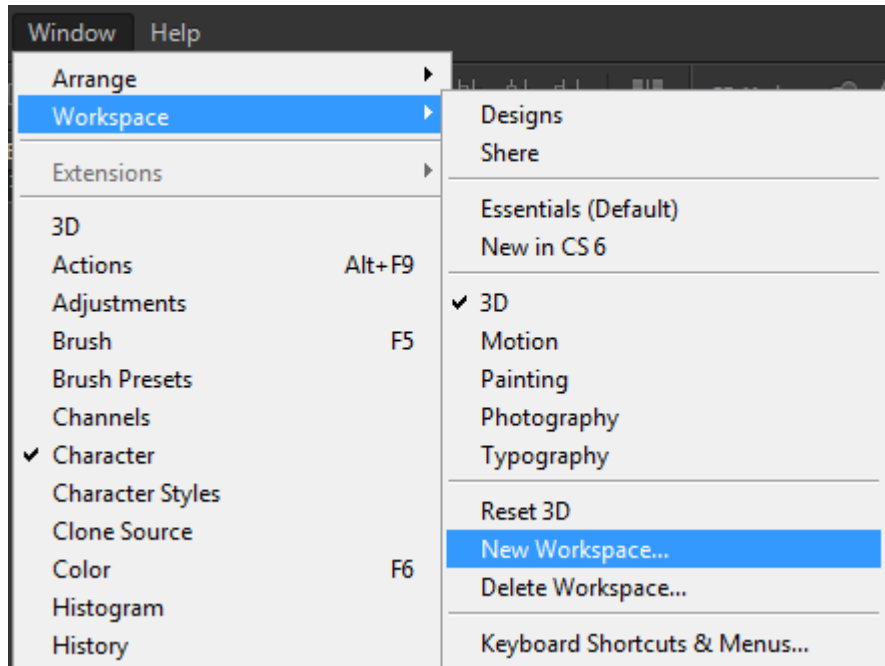 Window Help
Arrange
Workspace
Extensions
3D
Actions Alt+F9
Adjustments
Brush F5
Brush Presets
Channels
Character
Character Styles
Clone Source
Color F6
Histogram
History
Designs
Shere
Essentials (Default)
New in CS 6
3D
Motion
Painting
Photography
Typography
Reset 3D
New Workspace...
Delete Workspace...
Keyboard Shortcuts & Menus...